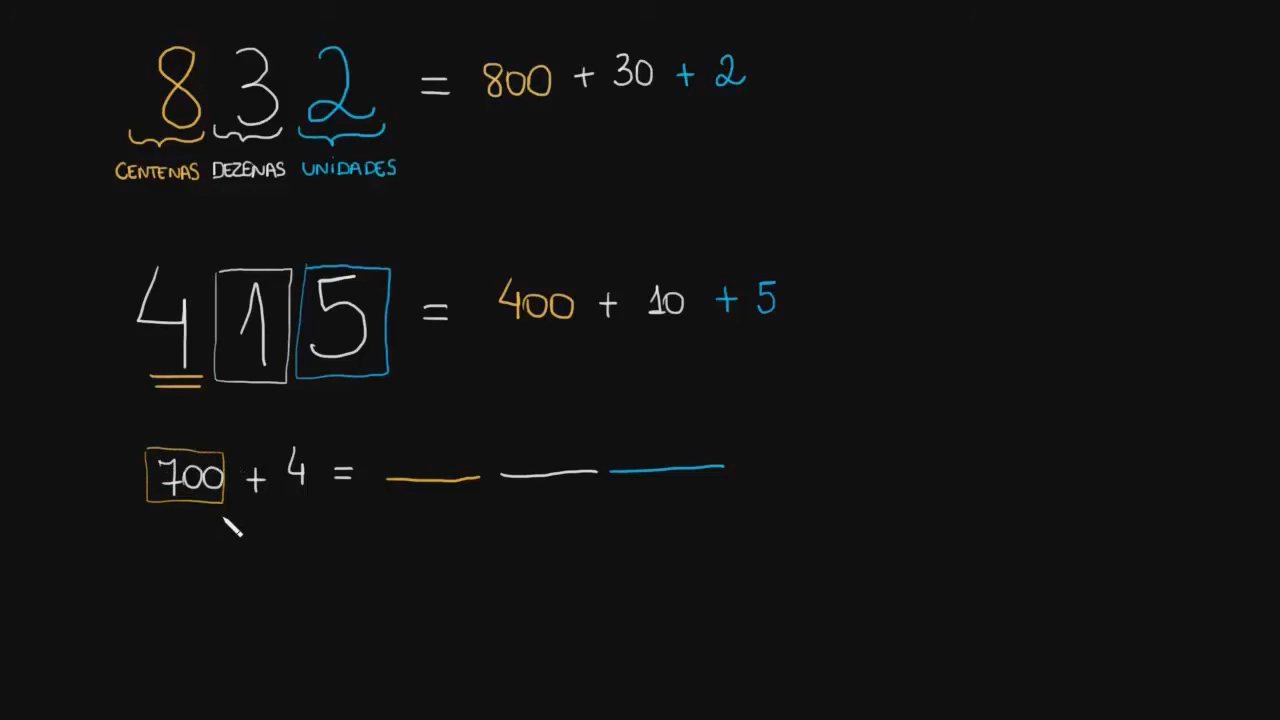 832 = 800 + 30 + 2
CENTENAS DEZENAS UNIDADES
415 = 400 + 10 + 5
700 + 4 =